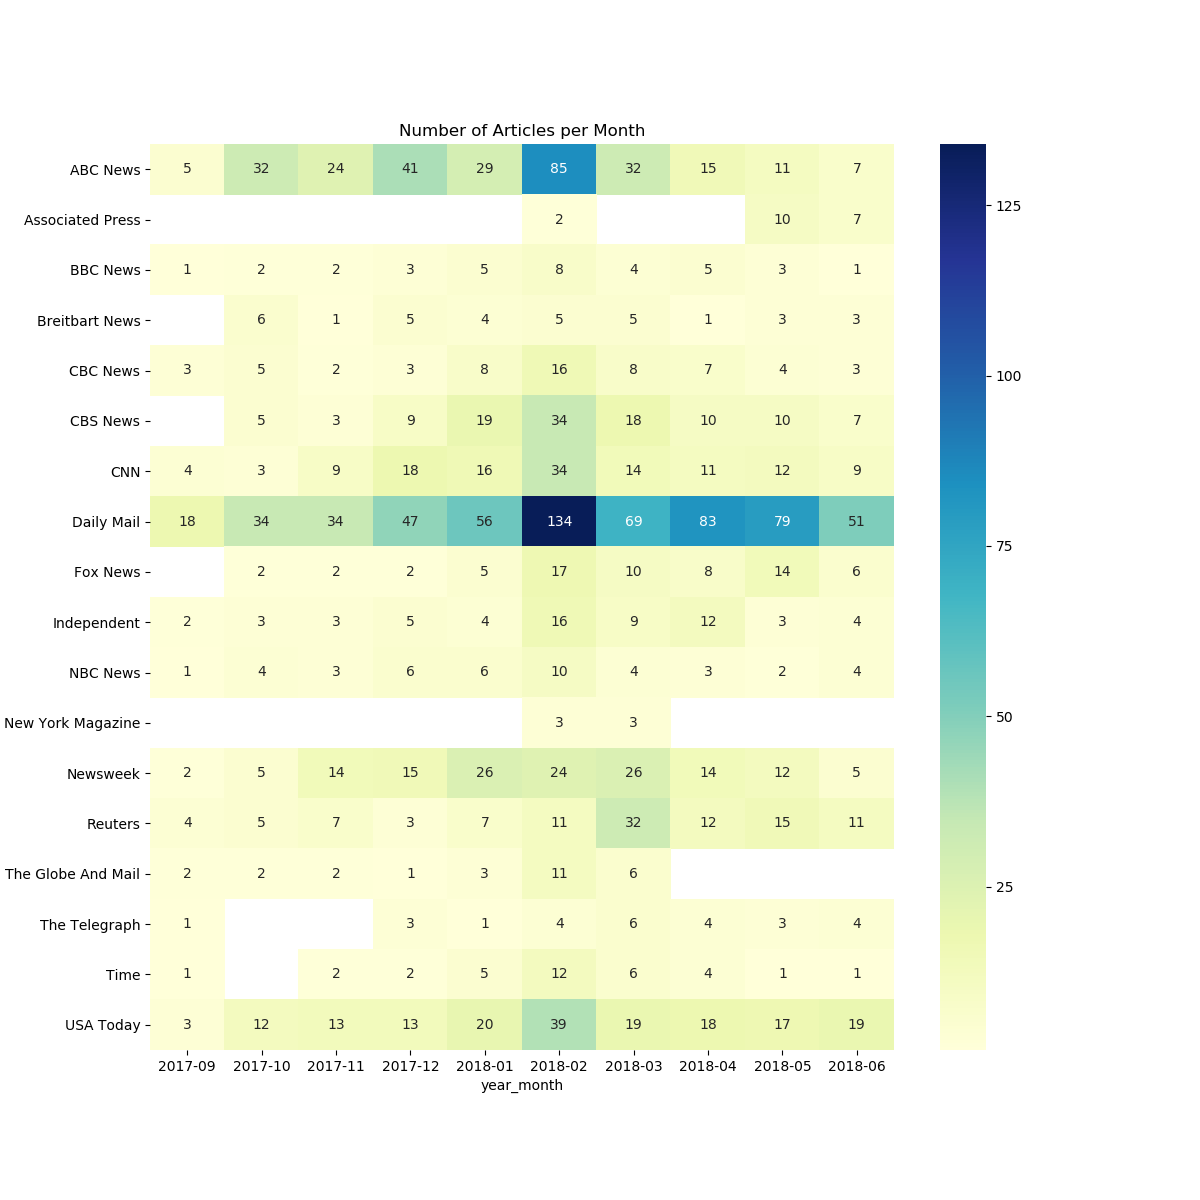 Number of Articles per Month
ABC News 5 32 24 41 29 85 32 15 11 7
125
Associated Press 2 10 7
BBC News 1 2 2 3 5 8 4 5 3 1
Breitbart News 6 1 5 4 5 5 1 3 3
CBC News 3 5 2 3 8 16 8 7 4 3
100
CBS News 5 3 9 19 34 18 10 10 7
CNN 4 3 9 18 16 34 14 11 12 9
Daily Mail 18 34 34 47 56 134 69 83 79 51
75
Fox News 2 2 2 5 17 10 8 14 6
Independent 2 3 3 5 4 16 9 12 3 4
NBC News 1 4 3 6 6 10 4 3 2 4
New York Magazine 3 3
50
Newsweek 2 5 14 15 26 24 26 14 12 5
Reuters 4 5 7 3 7 11 32 12 15 11
The Globe And Mail 2 2 2 1 3 11 6
25
The Telegraph 1 3 1 4 6 4 3 4
Time 1 2 2 5 12 6 4 1 1
USA Today 3 12 13 13 20 39 19 18 17 19
2017-09 2017-10 2017-11 2017-12 2018-01 2018-02 2018-03 2018-04 2018-05 2018-06
year_month